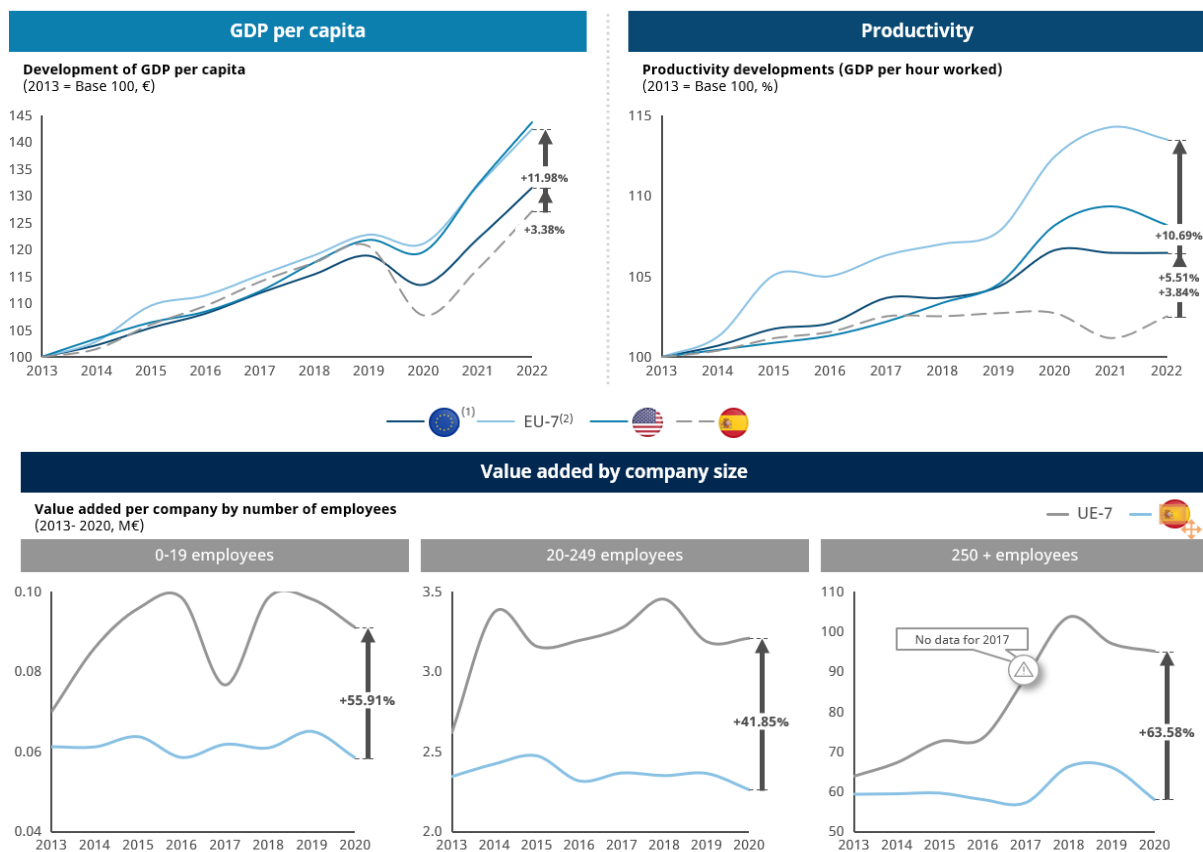 GDP per capita
Development of GDP per capita
(2013 = Base 100, €)
145
140
135
130
125
120
115
110
105
100
2013 2014 2015 2016 2017 2018 2019 2020 2021 2022
+11.98%
+3.38%
Productivity
Productivity developments (GDP per hour worked)
(2013 = Base 100, %)
115
110
105
100
2013 2014 2015 2016 2017 2018 2019 2020 2021 2022
+10.69%
+5.51%
+3.84%
(1)
EU-7(2)
Value added by company size
Value added per company by number of employees
(2013- 2020, M€)
UE-7
0-19 employees
0.10
0.08
0.06
0.04
2013 2014 2015 2016 2017 2018 2019 2020
+55.91%
20-249 employees
3.5
3.0
2.5
2.0
2013 2014 2015 2016 2017 2018 2019 2020
+41.85%
250 + employees
110
100
90
80
70
60
50
2013 2014 2015 2016 2017 2018 2019 2020
No data for 2017
+63.58%